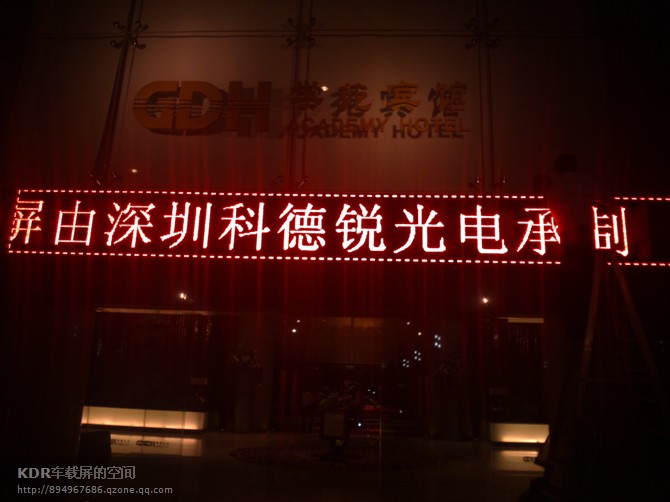 GDH 学苑宾馆
ACADEMY HOTEL
屏由深圳科德锐光电承制
KDR车载屏的空间
http://894967686.qzone.qq.com